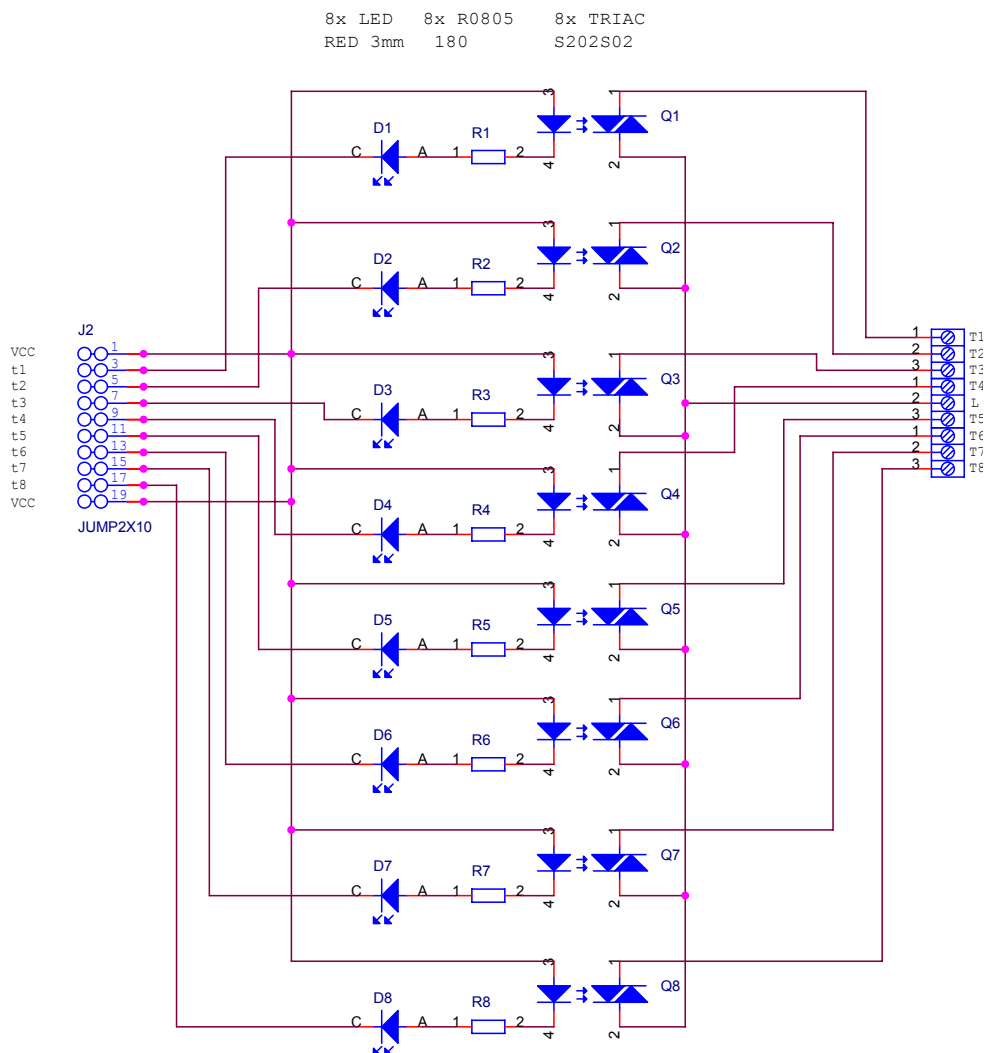 8x LED 8x R0805 8x TRIAC
RED 3mm 180 S202S02
3 1
D1 R1 Q1
C A 1 2 4 2
3 1
D2 R2 Q2
C A 1 2 4 2
J2
VCC 1
t1 3
t2 5
t3 7
t4 9
t5 11
t6 13
t7 15
t8 17
VCC 19
JUMP2X10
3 1
D3 R3 Q3
C A 1 2 4 2
3 1
D4 R4 Q4
C A 1 2 4 2
1 T1
2 T2
3 T3
1 T4
2 L
3 T5
1 T6
2 T7
3 T8
3 1
D5 R5 Q5
C A 1 2 4 2
3 1
D6 R6 Q6
C A 1 2 4 2
3 1
D7 R7 Q7
C A 1 2 4 2
3 1
D8 R8 Q8
C A 1 2 4 2